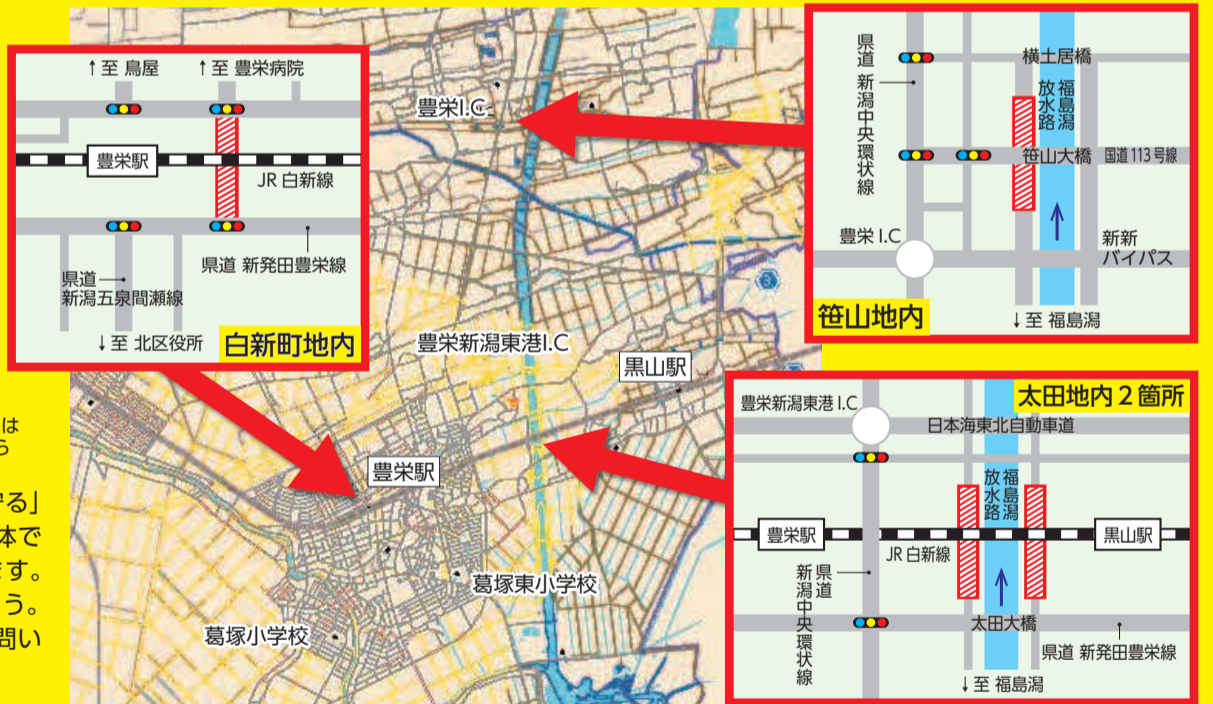 ↑至 鳥屋
↑至 豊栄病院
豊栄駅
JR 白新線
県道 新発田豊栄線
県道
新潟五泉間瀬線
↓至 北区役所
白新町地内
豊栄I.C
豊栄新潟東港I.C
黒山駅
豊栄駅
葛塚東小学校
葛塚小学校
県道 新潟中央環状線
横土居橋
福島潟
放水路
笹山大橋
国道113号線
豊栄 I.C
新新
バイパス
笹山地内
↓至 福島潟
太田地内2箇所
豊栄新潟東港 I.C
日本海東北自動車道
福島潟
放水路
豊栄駅
JR 白新線
黒山駅
県道
新潟中央環状線
太田大橋
県道 新発田豊栄線
↓至 福島潟
は
ら
る」
体で
ます。
う。
問い